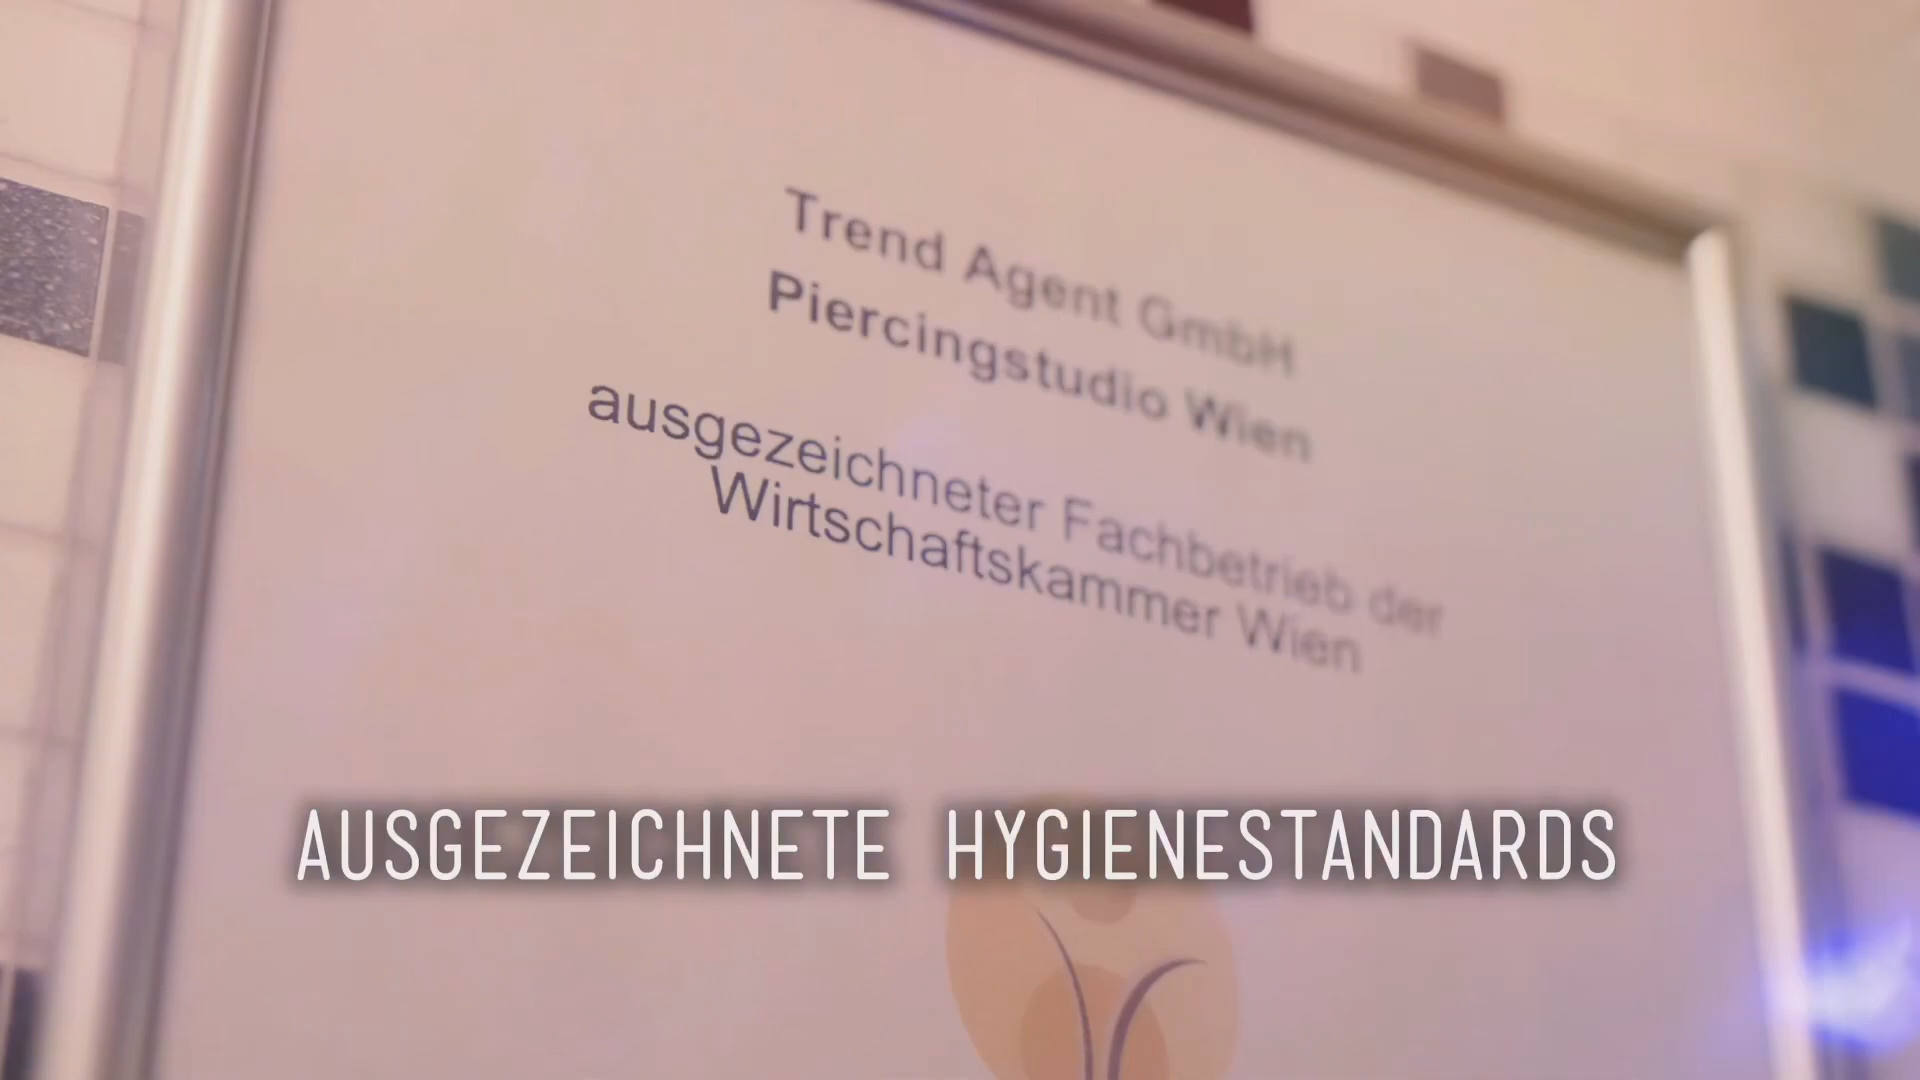 Trend Agent GmbH
Piercingstudio Wien
ausgezeichneter Fachbetrieb der
Wirtschaftskammer Wien
AUSGEZEICHNETE HYGIENESTANDARDS